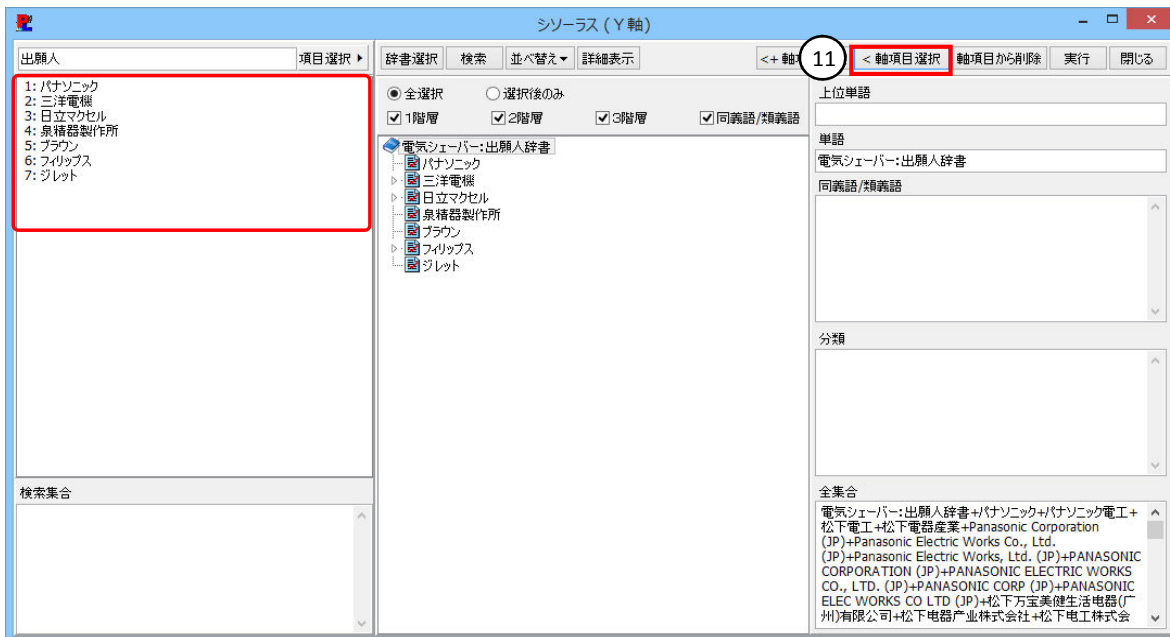 シソーラス ( Y 軸)
出願人
項目選択 ▶
1: パナソニック
2: 三洋電機
3: 日立マクセル
4: 泉精器製作所
5: ブラウン
6: フィリップス
7: ジレット
検索集合
辞書選択 検索 並べ替え▼ 詳細表示 <+ 軸項 11 < 軸項目選択 軸項目から削除 実行 閉じる
全選択 選択後のみ
1階層 2階層 3階層 同義語/類義語
電気シェーバー:出願人辞書
パナソニック
三洋電機
日立マクセル
泉精器製作所
ブラウン
フィリップス
ジレット
上位単語
単語
電気シェーバー:出願人辞書
同義語/類義語
分類
全集合
電気シェーバー:出願人辞書+パナソニック+パナソニック電工+
松下電工+松下電器産業+Panasonic Corporation
(JP)+Panasonic Electric Works Co., Ltd.
(JP)+Panasonic Electric Works, Ltd. (JP)+PANASONIC
CORPORATION (JP)+PANASONIC ELECTRIC WORKS
CO., LTD. (JP)+PANASONIC CORP (JP)+PANASONIC
ELEC WORKS CO LTD (JP)+松下万宝美健生活电器(广
州)有限公司+松下电器产业株式会社+松下电工株式会